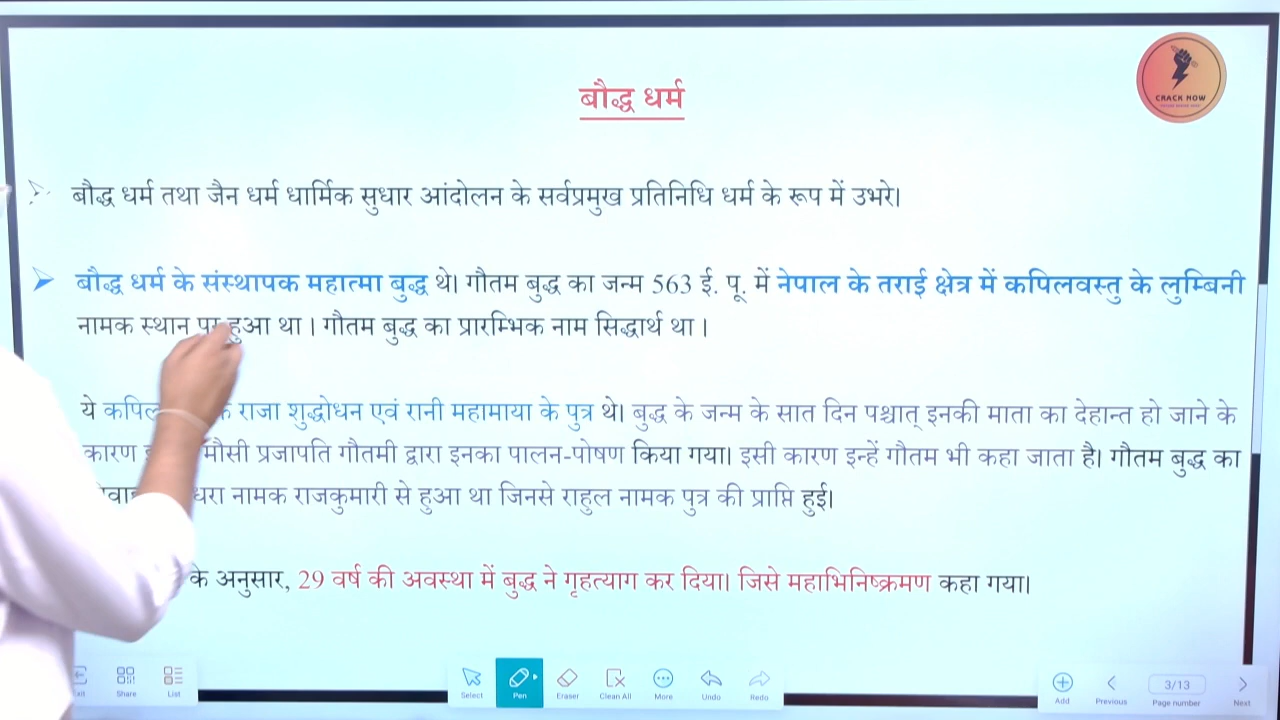 बौद्ध धर्म
CRACK NOW
बौद्ध धर्म तथा जैन धर्म धार्मिक सुधार आंदोलन के सर्वप्रमुख प्रतिनिधि धर्म के रूप में उभरे।
बौद्ध धर्म के संस्थापक महात्मा बुद्ध थे। गौतम बुद्ध का जन्म 563 ई. पू. में नेपाल के तराई क्षेत्र में कपिलवस्तु के लुम्बिनी
नामक स्थान पर हुआ था । गौतम बुद्ध का प्रारम्भिक नाम सिद्धार्थ था ।
ये राजा शुद्धोधन एवं रानी महामाया के पुत्र थे। बुद्ध के जन्म के सात दिन पश्चात् इनकी माता का देहान्त हो जाने के
कारण मौसी प्रजापति गौतमी द्वारा इनका पालन-पोषण किया गया। इसी कारण इन्हें गौतम भी कहा जाता है। गौतम बुद्ध का
नामक राजकुमारी से हुआ था जिनसे राहुल नामक पुत्र की प्राप्ति हुई।
के अनुसार, 29 वर्ष की अवस्था में बुद्ध ने गृहत्याग कर दिया। जिसे महाभिनिष्क्रमण कहा गया।
Share List Select Pen Eraser Clean All More Undo Redo Add Previous 3/13 Page number Next